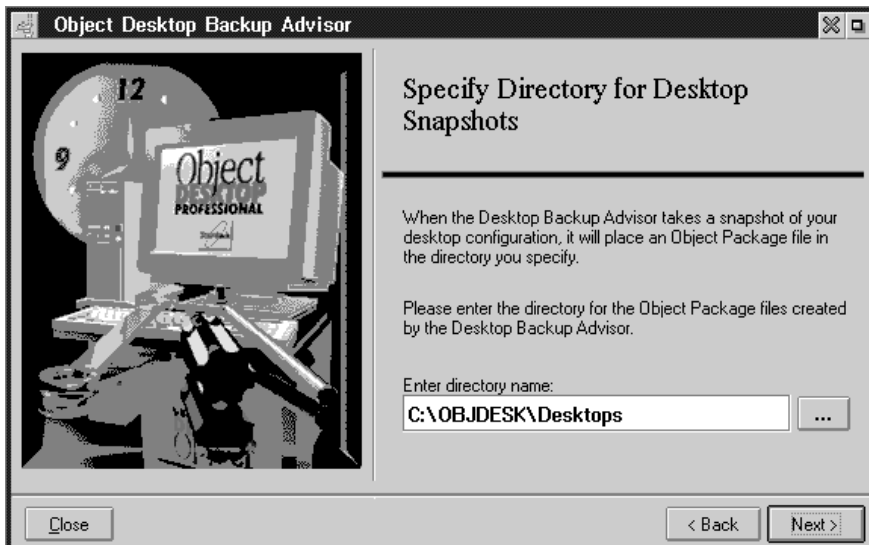 Object Desktop Backup Advisor
12
9
Object
DESKTOP
PROFESSIONAL
Specify Directory for Desktop
Snapshots
When the Desktop Backup Advisor takes a snapshot of your
desktop configuration, it will place an Object Package file in
the directory you specify.
Please enter the directory for the Object Package files created
by the Desktop Backup Advisor.
Enter directory name:
C:\OBJDESK\Desktops
...
Close
< Back
Next >